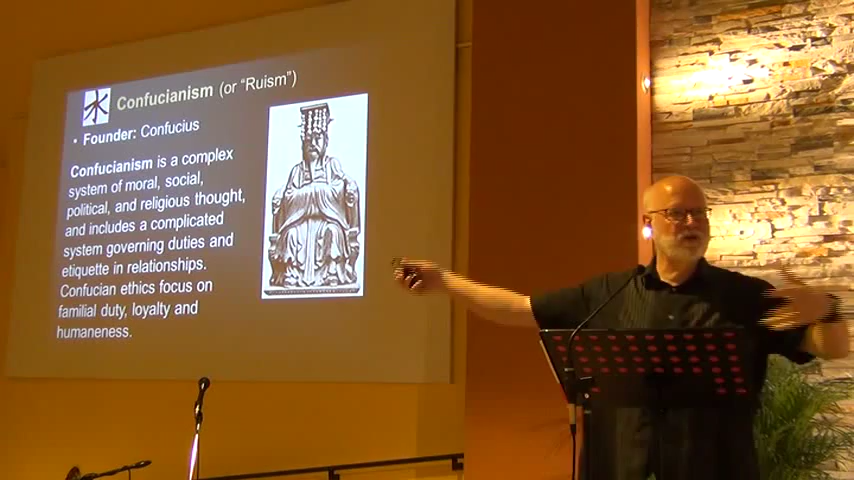 水 Confucianism (or “Ruism”)
• Founder: Confucius
Confucianism is a complex
system of moral, social,
political, and religious thought,
and includes a complicated
system governing duties and
etiquette in relationships.
Confucian ethics focus on
familial duty, loyalty and
humaneness.